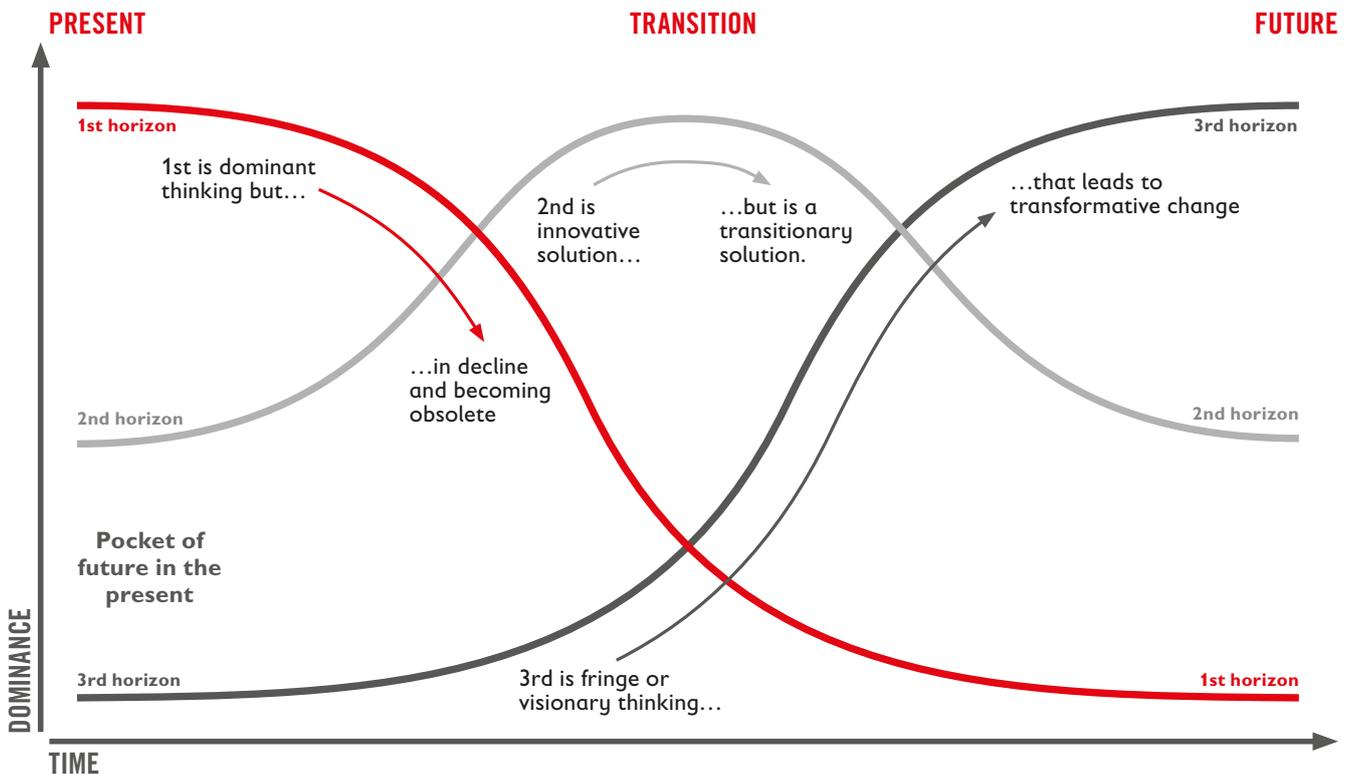 PRESENT
TRANSITION
FUTURE
1st horizon
3rd horizon
1st is dominant
thinking but…
2nd is
innovative
solution…
…but is a
transitionary
solution.
…that leads to
transformative change
…in decline
and becoming
obsolete
2nd horizon
2nd horizon
Pocket of
future in the
present
3rd horizon
3rd is fringe or
visionary thinking…
1st horizon
DOMINANCE
TIME